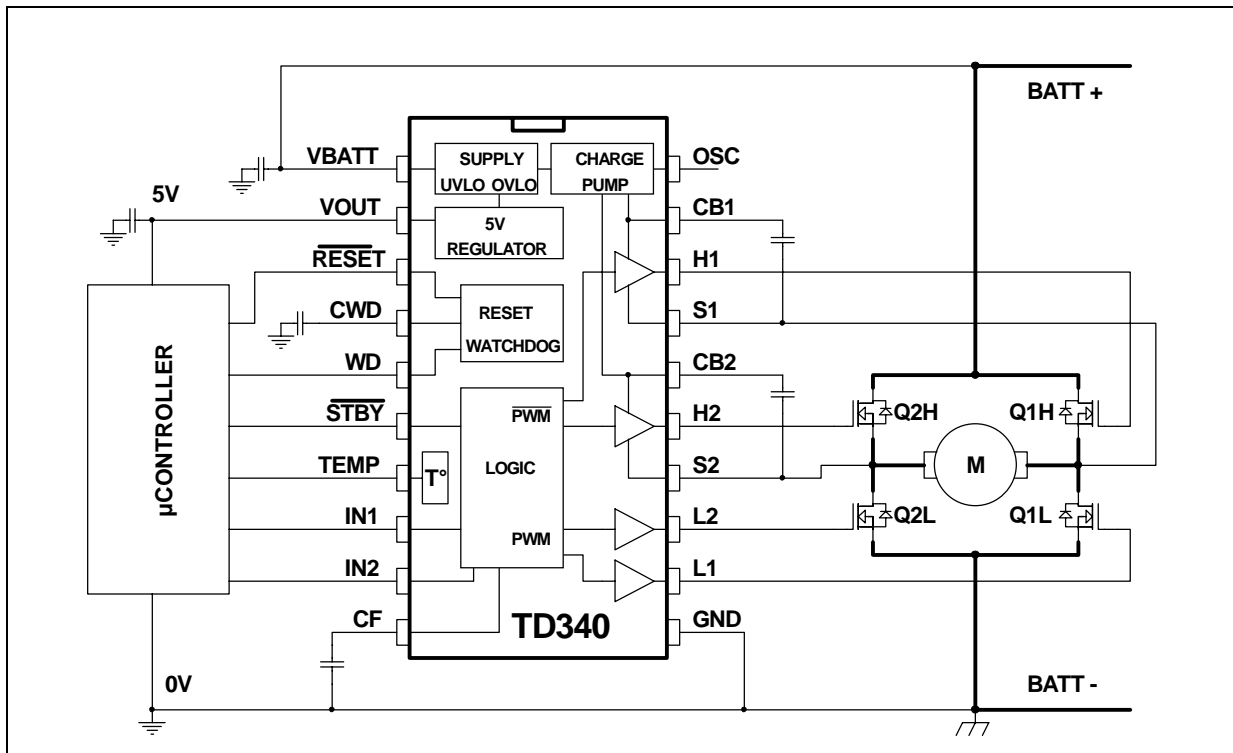 BATT +
VBATT
SUPPLY
UVLO OVLO
CHARGE
PUMP
OSC
5V
VOUT
5V
REGULATOR
CB1
RESET
H1
CWD
RESET
WATCHDOG
S1
WD
CB2
µCONTROLLER
STBY
PWM
H2
Q2H
Q1H
TEMP
T°
LOGIC
S2
M
IN1
PWM
L2
Q2L
Q1L
IN2
L1
CF
TD340
GND
0V
BATT -